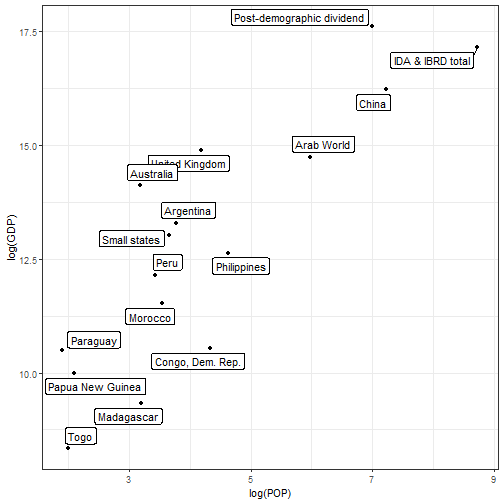 Post-demographic dividend
17.5
IDA & IBRD total
China
15.0
Arab World
United Kingdom
Australia
Argentina
Small states
log(GDP)
12.5
Peru
Philippines
Morocco
Paraguay
Congo, Dem. Rep.
10.0
Papua New Guinea
Madagascar
Togo
3
5
7
9
log(POP)